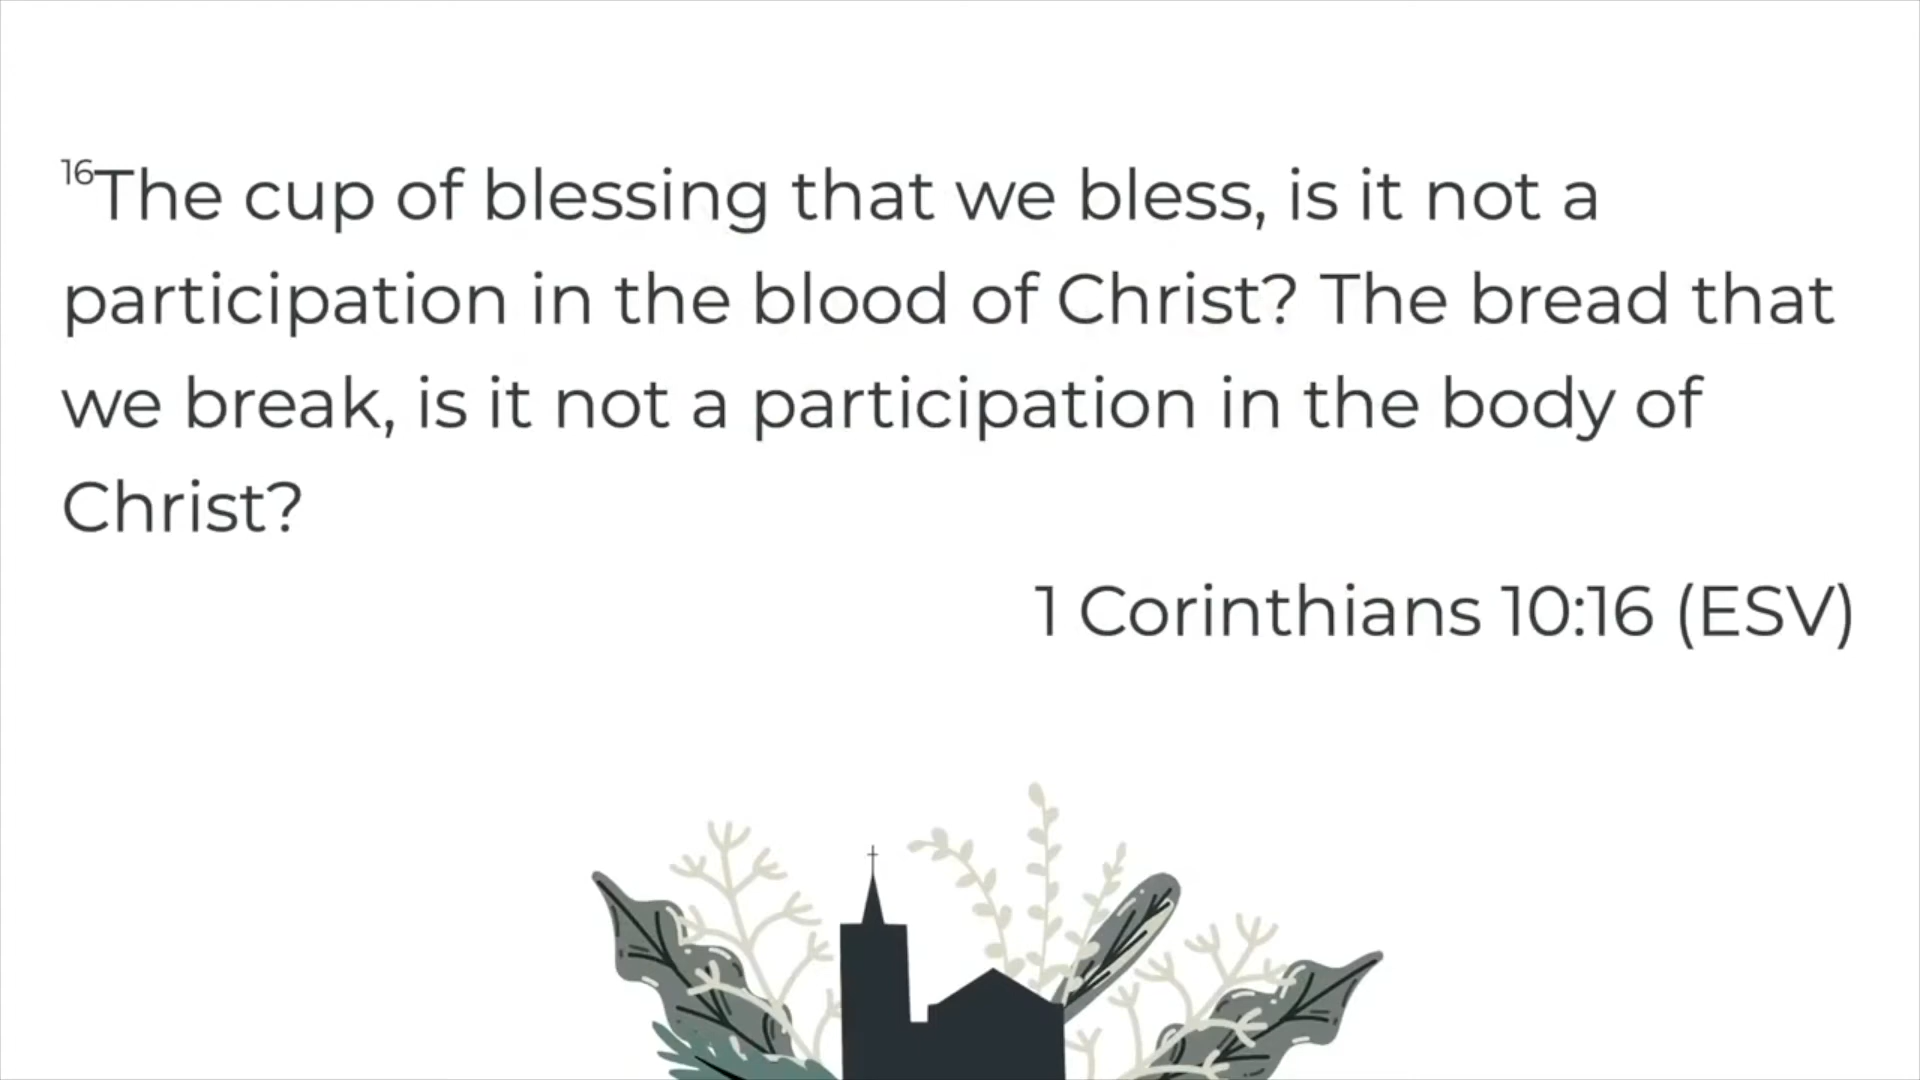 16The cup of blessing that we bless, is it not a
participation in the blood of Christ? The bread that
we break, is it not a participation in the body of
Christ?
1 Corinthians 10:16 (ESV)